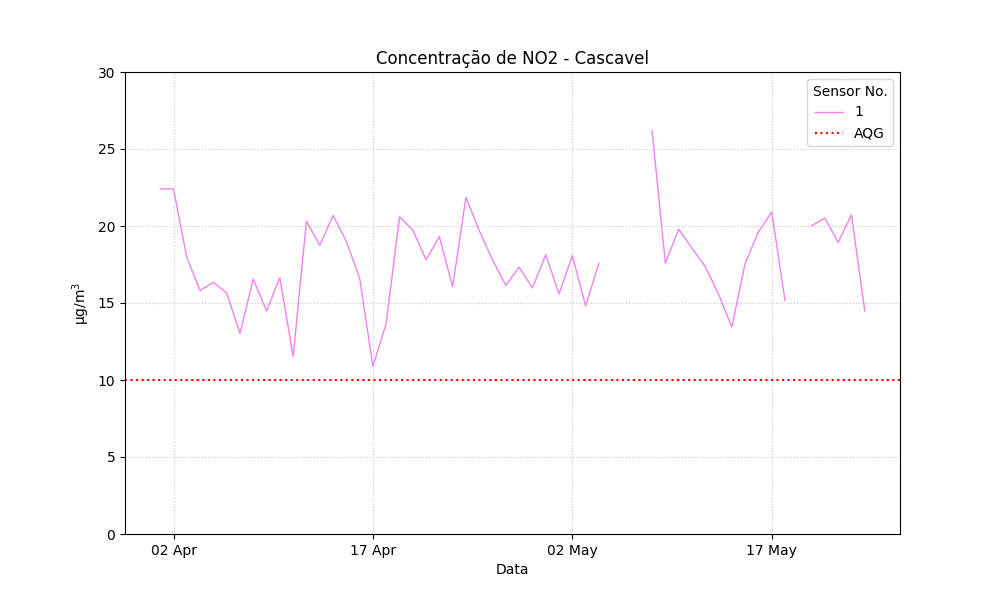 Concentração de NO2 - Cascavel
Sensor No.
1
AQG
30
25
20
15
10
5
0
µg/m³
02 Apr
17 Apr
02 May
17 May
Data